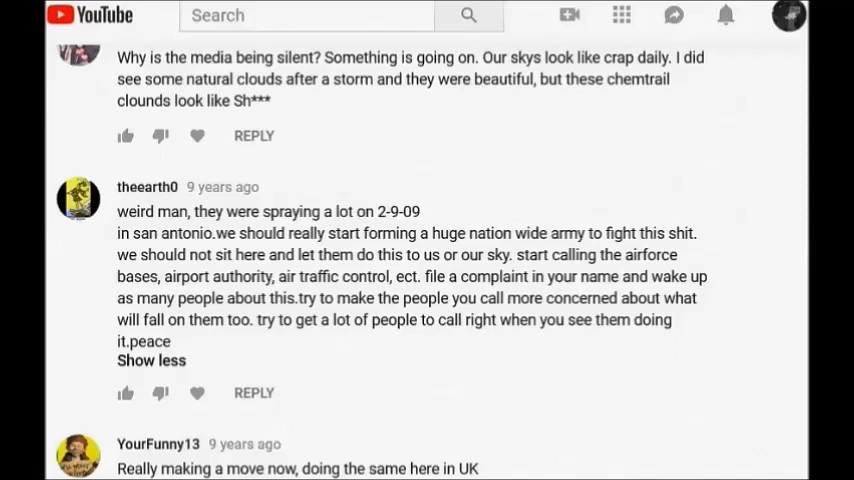 YouTube
Search
Why is the media being silent? Something is going on. Our skys look like crap daily. I did
see some natural clouds after a storm and they were beautiful, but these chemtrail
clounds look like Sh***
REPLY
theearth0 9 years ago
weird man, they were spraying a lot on 2-9-09
in san antonio.we should really start forming a huge nation wide army to fight this shit.
we should not sit here and let them do this to us or our sky. start calling the airforce
bases, airport authority, air traffic control, ect. file a complaint in your name and wake up
as many people about this.try to make the people you call more concerned about what
will fall on them too. try to get a lot of people to call right when you see them doing
it.peace
Show less
REPLY
YourFunny13 9 years ago
Really making a move now, doing the same here in UK